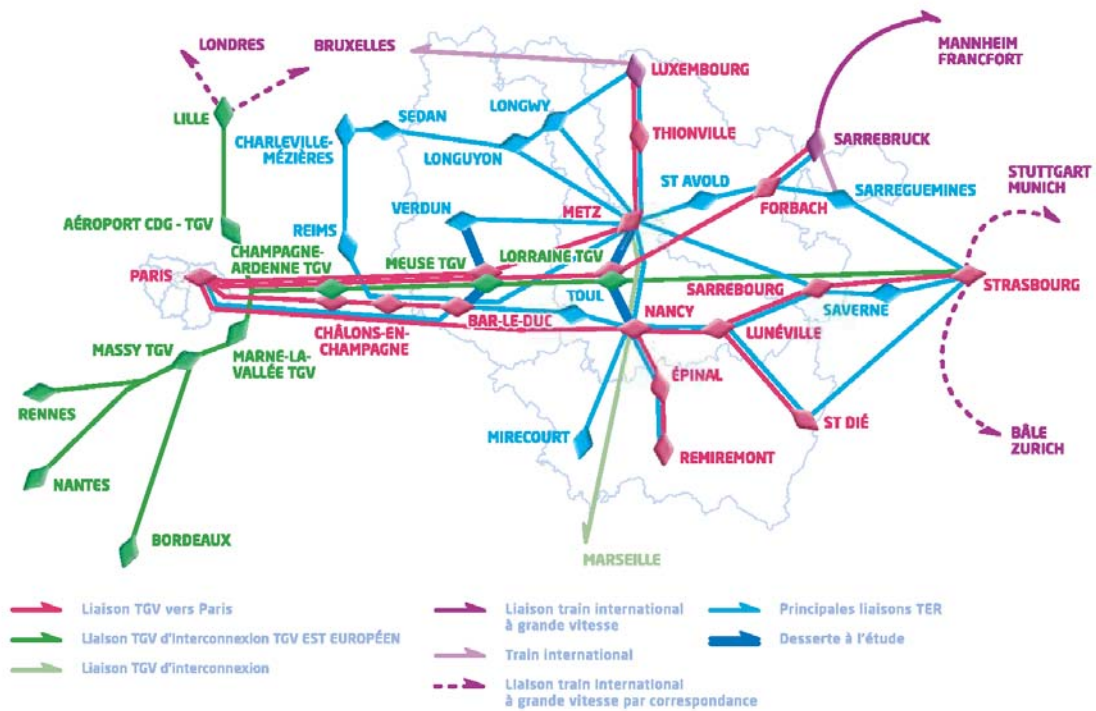 LONDRES
BRUXELLES
MANNHEIM
FRANCFORT
LUXEMBOURG
LILLE
SEDAN
LONGWY
CHARLEVILLE-
MÉZIÈRES
THIONVILLE
SARREBRUCK
LONGUYON
STUTTGART
MUNICH
ST AVOLD
SARREGUEMINES
VERDUN
METZ
FORBACH
AÉROPORT CDG - TGV
REIMS
CHAMPAGNE-
ARDENNE TGV
LORRAINE TGV
MEUSE TGV
PARIS
SARREBOURG
STRASBOURG
TOUL
SAVERNE
NANCY
BAR-LE-DUC
CHÂLONS-EN-
CHAMPAGNE
LUNÉVILLE
MASSY TGV
MARNE-LA-
VALLÉE TGV
ÉPINAL
RENNES
ST DIÉ
MIRECOURT
BÂLE
ZURICH
REMIREMONT
NANTES
BORDEAUX
MARSEILLE
Liaison TGV vers Paris
Liaison TGV d'interconnexion TGV EST EUROPÉEN
Liaison TGV d'interconnexion
Liaison train international
à grande vitesse
Train international
Liaison train international
à grande vitesse par correspondance
Principales liaisons TER
Desserte à l'étude